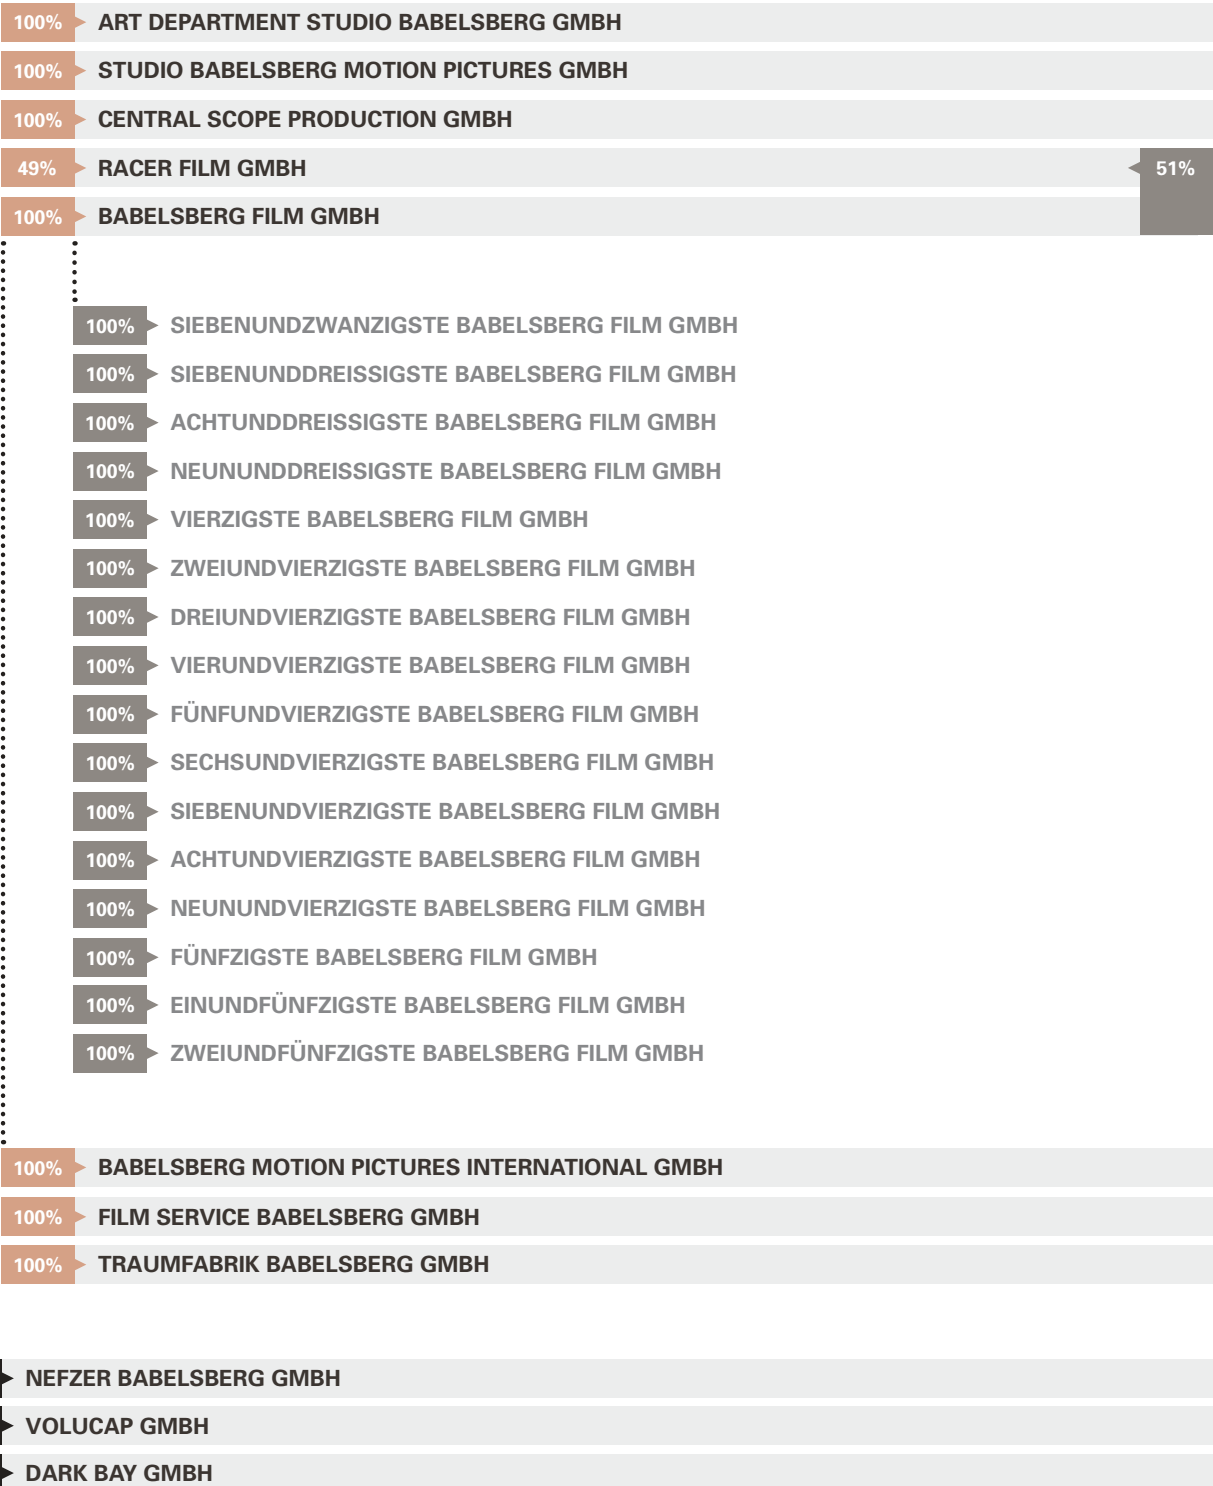 100% ART DEPARTMENT STUDIO BABELSBERG GMBH
100% STUDIO BABELSBERG MOTION PICTURES GMBH
100% CENTRAL SCOPE PRODUCTION GMBH
49% RACER FILM GMBH 51%
100% BABELSBERG FILM GMBH
100% SIEBENUNDZWANZIGSTE BABELSBERG FILM GMBH
100% SIEBENUNDDREISSIGSTE BABELSBERG FILM GMBH
100% ACHTUNDDREISSIGSTE BABELSBERG FILM GMBH
100% NEUNUNDDREISSIGSTE BABELSBERG FILM GMBH
100% VIERZIGSTE BABELSBERG FILM GMBH
100% ZWEIUNDVIERZIGSTE BABELSBERG FILM GMBH
100% DREIUNDVIERZIGSTE BABELSBERG FILM GMBH
100% VIERUNDVIERZIGSTE BABELSBERG FILM GMBH
100% FÜNFUNDVIERZIGSTE BABELSBERG FILM GMBH
100% SECHSUNDVIERZIGSTE BABELSBERG FILM GMBH
100% SIEBENUNDVIERZIGSTE BABELSBERG FILM GMBH
100% ACHTUNDVIERZIGSTE BABELSBERG FILM GMBH
100% NEUNUNDVIERZIGSTE BABELSBERG FILM GMBH
100% FÜNFZIGSTE BABELSBERG FILM GMBH
100% EINUNDFÜNFZIGSTE BABELSBERG FILM GMBH
100% ZWEIUNDFÜNFZIGSTE BABELSBERG FILM GMBH
100% BABELSBERG MOTION PICTURES INTERNATIONAL GMBH
100% FILM SERVICE BABELSBERG GMBH
100% TRAUMFABRIK BABELSBERG GMBH
NEFZER BABELSBERG GMBH
VOLUCAP GMBH
DARK BAY GMBH